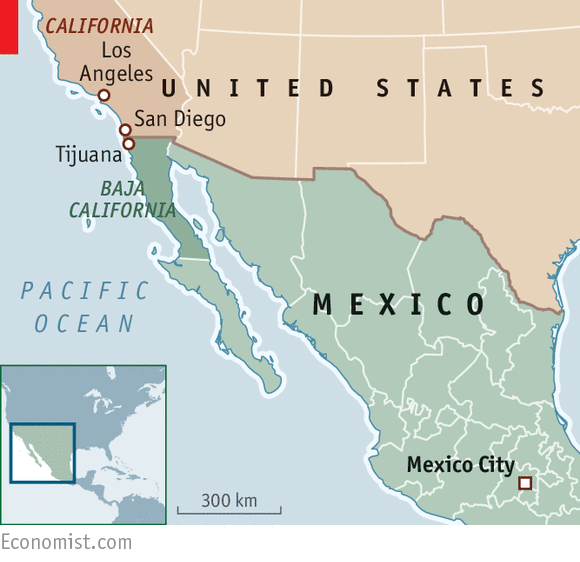 CALIFORNIA
Los
Angeles
UNITED STATES
San Diego
Tijuana
BAJA
CALIFORNIA
PACIFIC
OCEAN
MEXICO
Mexico City
300 km
Economist.com